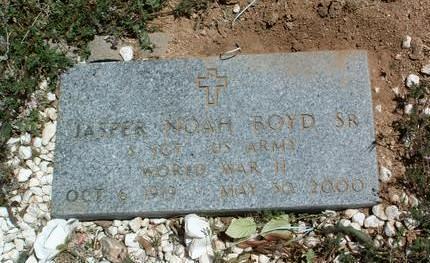 JASPER NOAH BOYD SR
S SGT US ARMY
WORLD WAR II
OCT 6 1919 MAY 30 2000